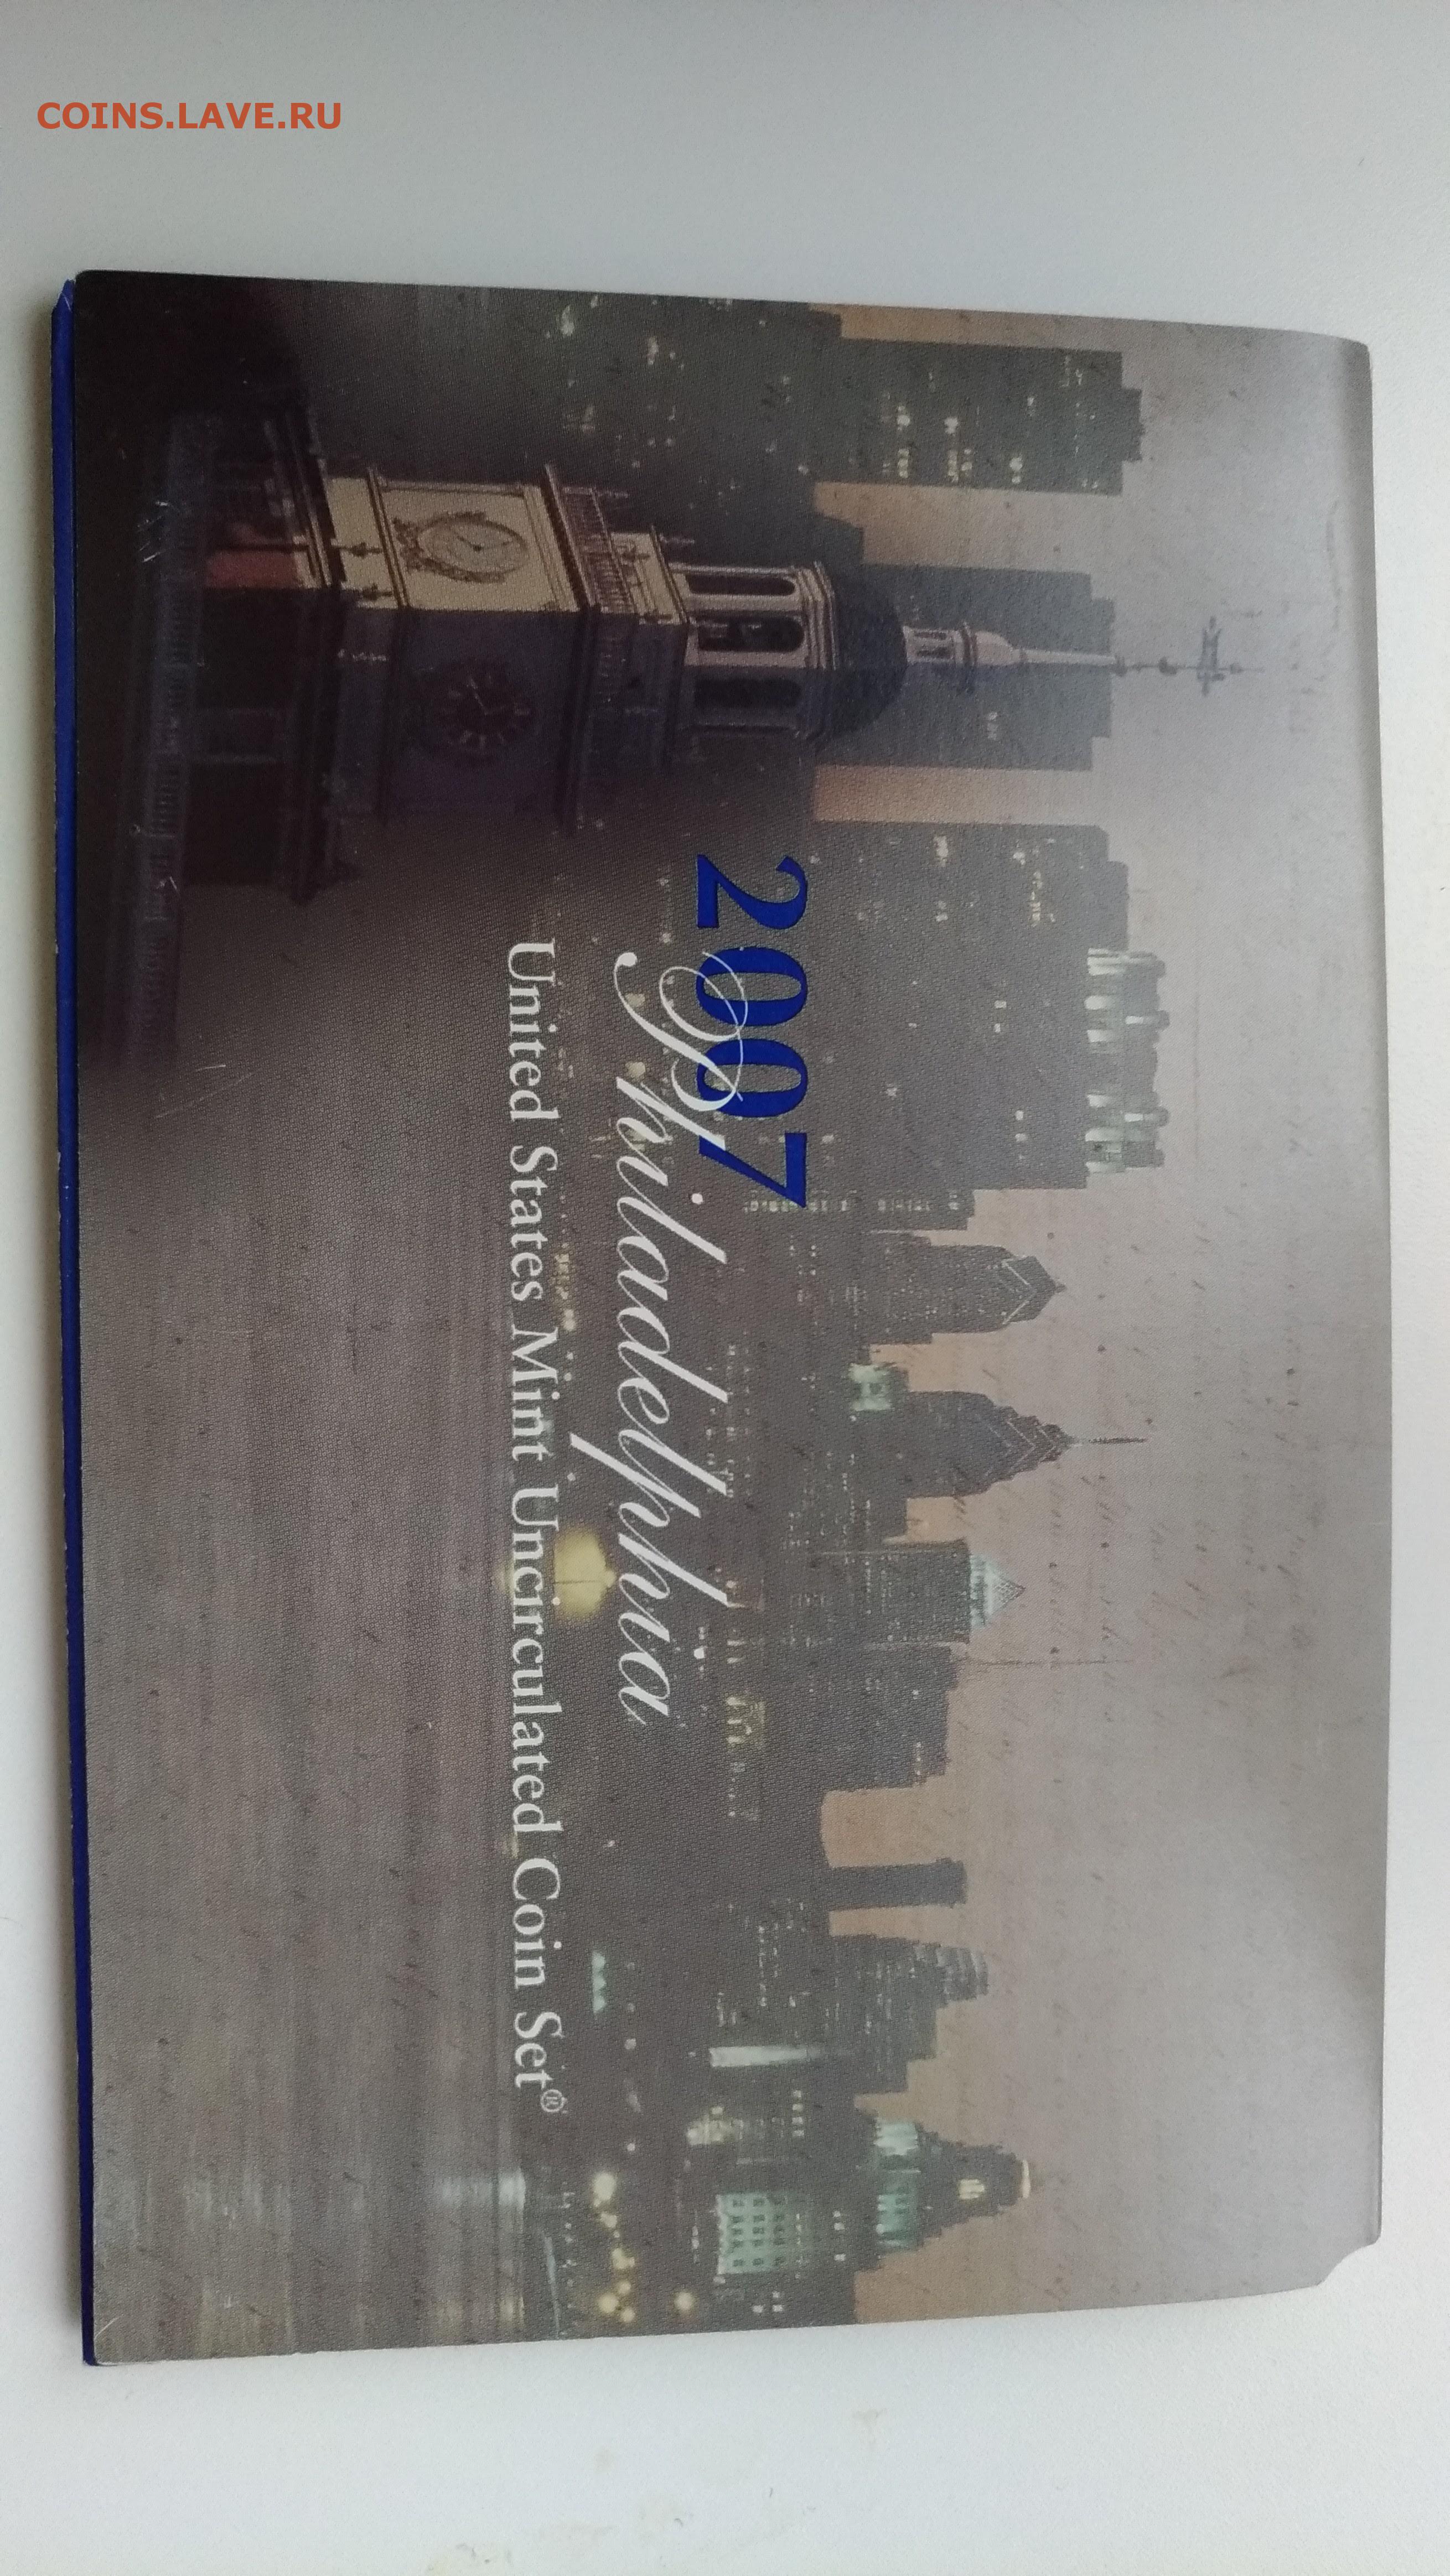 COINS.LAVE.RU
2007
Philadelphia
United States Mint Uncirculated Coin Set®